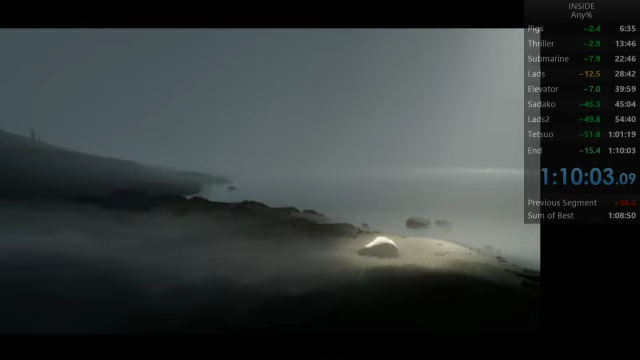 INSIDE
Any%
Pigs −2.4 6:35
Thriller −2.9 13:46
Submarine −7.9 22:46
Lads −12.5 28:42
Elevator −7.0 39:59
Sadako −45.3 45:04
Lads2 −49.8 54:40
Tetsuo −51.8 1:01:19
End −15.4 1:10:03
1:10:03.09
Previous Segment
Sum of Best 1:08:50